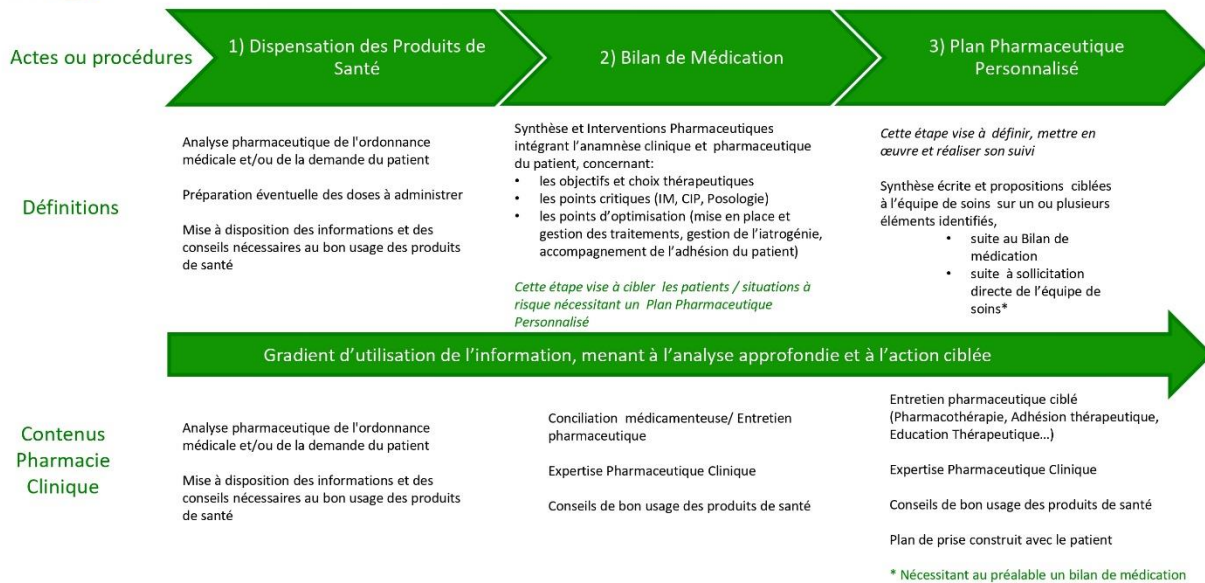 Actes ou procédures
1) Dispensation des Produits de
Santé
2) Bilan de Médication
3) Plan Pharmaceutique
Personnalisé
Définitions
Analyse pharmaceutique de l'ordonnance
médicale et/ou de la demande du patient
Préparation éventuelle des doses à administrer
Mise à disposition des informations et des
conseils nécessaires au bon usage des produits
de santé
Synthèse et Interventions Pharmaceutiques
intégrant l’anamnèse clinique et pharmaceutique
du patient, concernant:
• les objectifs et choix thérapeutiques
• les points critiques (IM, CIP, Posologie)
• les points d’optimisation (mise en place et
gestion des traitements, gestion de l’iatrogénie,
accompagnement de l’adhésion du patient)
Cette étape vise à cibler les patients / situations à
risque nécessitant un Plan Pharmaceutique
Personnalisé
Cette étape vise à définir, mettre en
œuvre et réaliser son suivi
Synthèse écrite et propositions ciblées
à l’équipe de soins sur un ou plusieurs
éléments identifiés,
• suite au Bilan de
médication
• suite à sollicitation
directe de l’équipe de
soins*
Gradient d’utilisation de l’information, menant à l’analyse approfondie et à l’action ciblée
Contenus
Pharmacie
Clinique
Analyse pharmaceutique de l'ordonnance
médicale et/ou de la demande du patient
Mise à disposition des informations et des
conseils nécessaires au bon usage des produits
de santé
Conciliation médicamenteuse/ Entretien
pharmaceutique
Expertise Pharmaceutique Clinique
Conseils de bon usage des produits de santé
Entretien pharmaceutique ciblé
(Pharmacothérapie, Adhésion thérapeutique,
Education Thérapeutique...)
Expertise Pharmaceutique Clinique
Conseils de bon usage des produits de santé
Plan de prise construit avec le patient
* Nécessitant au préalable un bilan de médication